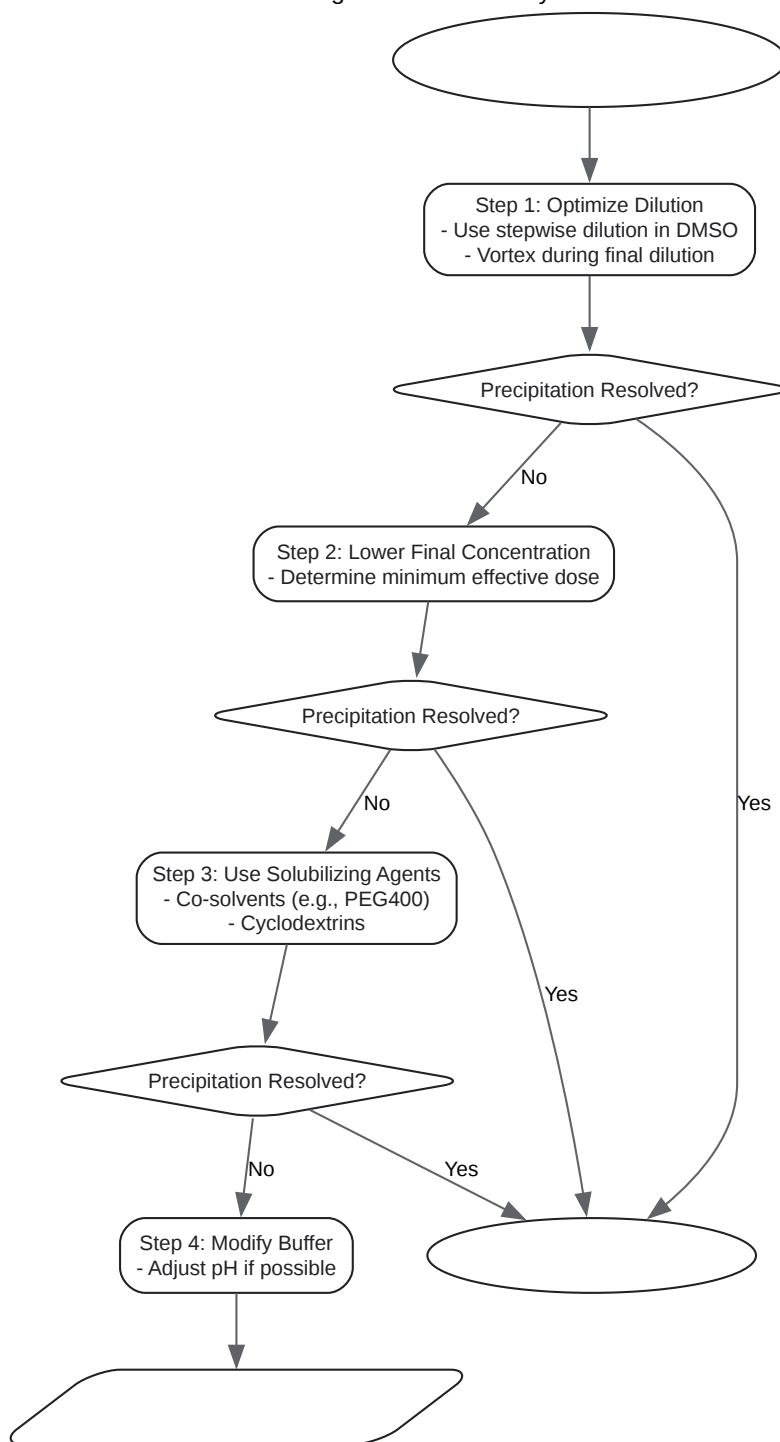 Step 1: Optimize Dilution
- Use stepwise dilution in DMSO
- Vortex during final dilution
Precipitation Resolved?
No
Step 2: Lower Final Concentration
- Determine minimum effective dose
Precipitation Resolved?
No
Yes
Step 3: Use Solubilizing Agents
- Co-solvents (e.g., PEG400)
- Cyclodextrins
Yes
Precipitation Resolved?
No
Yes
Step 4: Modify Buffer
- Adjust pH if possible